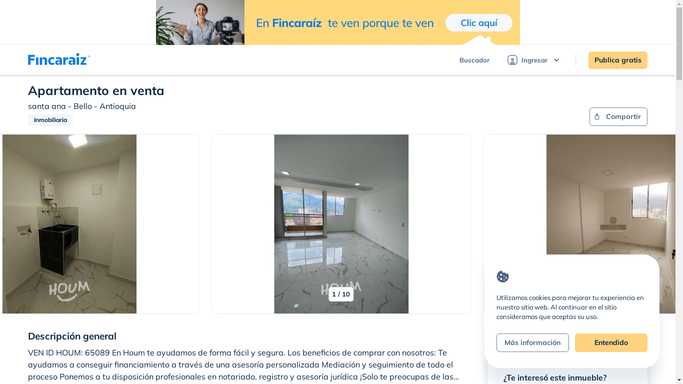 En Fincaraíz te ven porque te ven
Clic aquí
Fincaraiz
Buscador
Ingresar
Publica gratis
Apartamento en venta
santa ana - Bello - Antioquia
Inmobiliaria
Compartir
HOUM
HOUM
1 / 10
Utilizamos cookies para mejorar tu experiencia en
nuestro sitio web. Al continuar en el sitio
consideramos que aceptas su uso.
Más información
Entendido
Descripción general
VEN ID HOUM: 65089 En Houm te ayudamos de forma fácil y segura. Los beneficios de comprar con nosotros: Te
ayudamos a conseguir financiamiento a través de una asesoría personalizada Mediación y seguimiento de todo el
proceso Ponemos a tu disposición profesionales en notariado, registro y asesoría jurídica ¡Solo te preocupas de las...
¿Te interesó este inmueble?